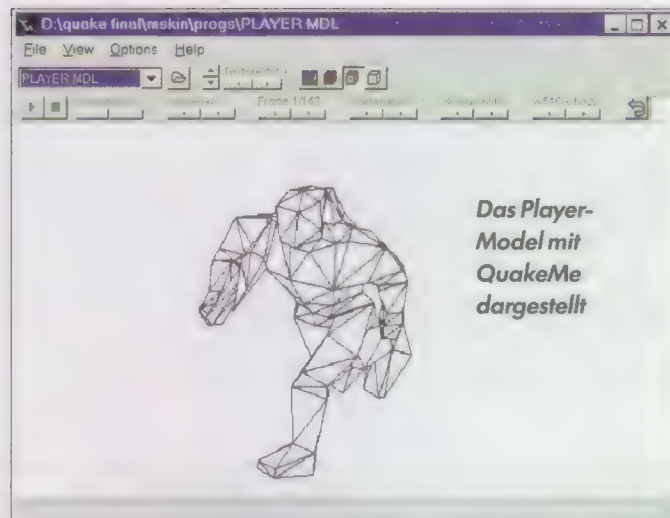 D:\quake final\mskin\progs\PLAYER MDL
File View Options Help
PLAYER MDL
Frame 1/143
Das Player-
Model mit
QuakeMe
dargestellt